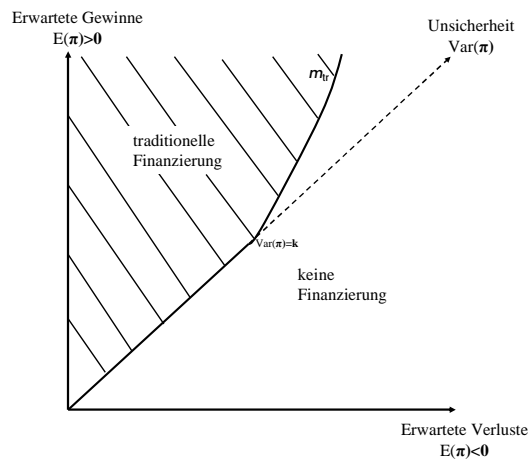 Erwartete Gewinne
E(π)>0
Unsicherheit
Var(π)
m_tr
traditionelle
Finanzierung
Var(π)=k
keine
Finanzierung
Erwartete Verluste
E(π)<0